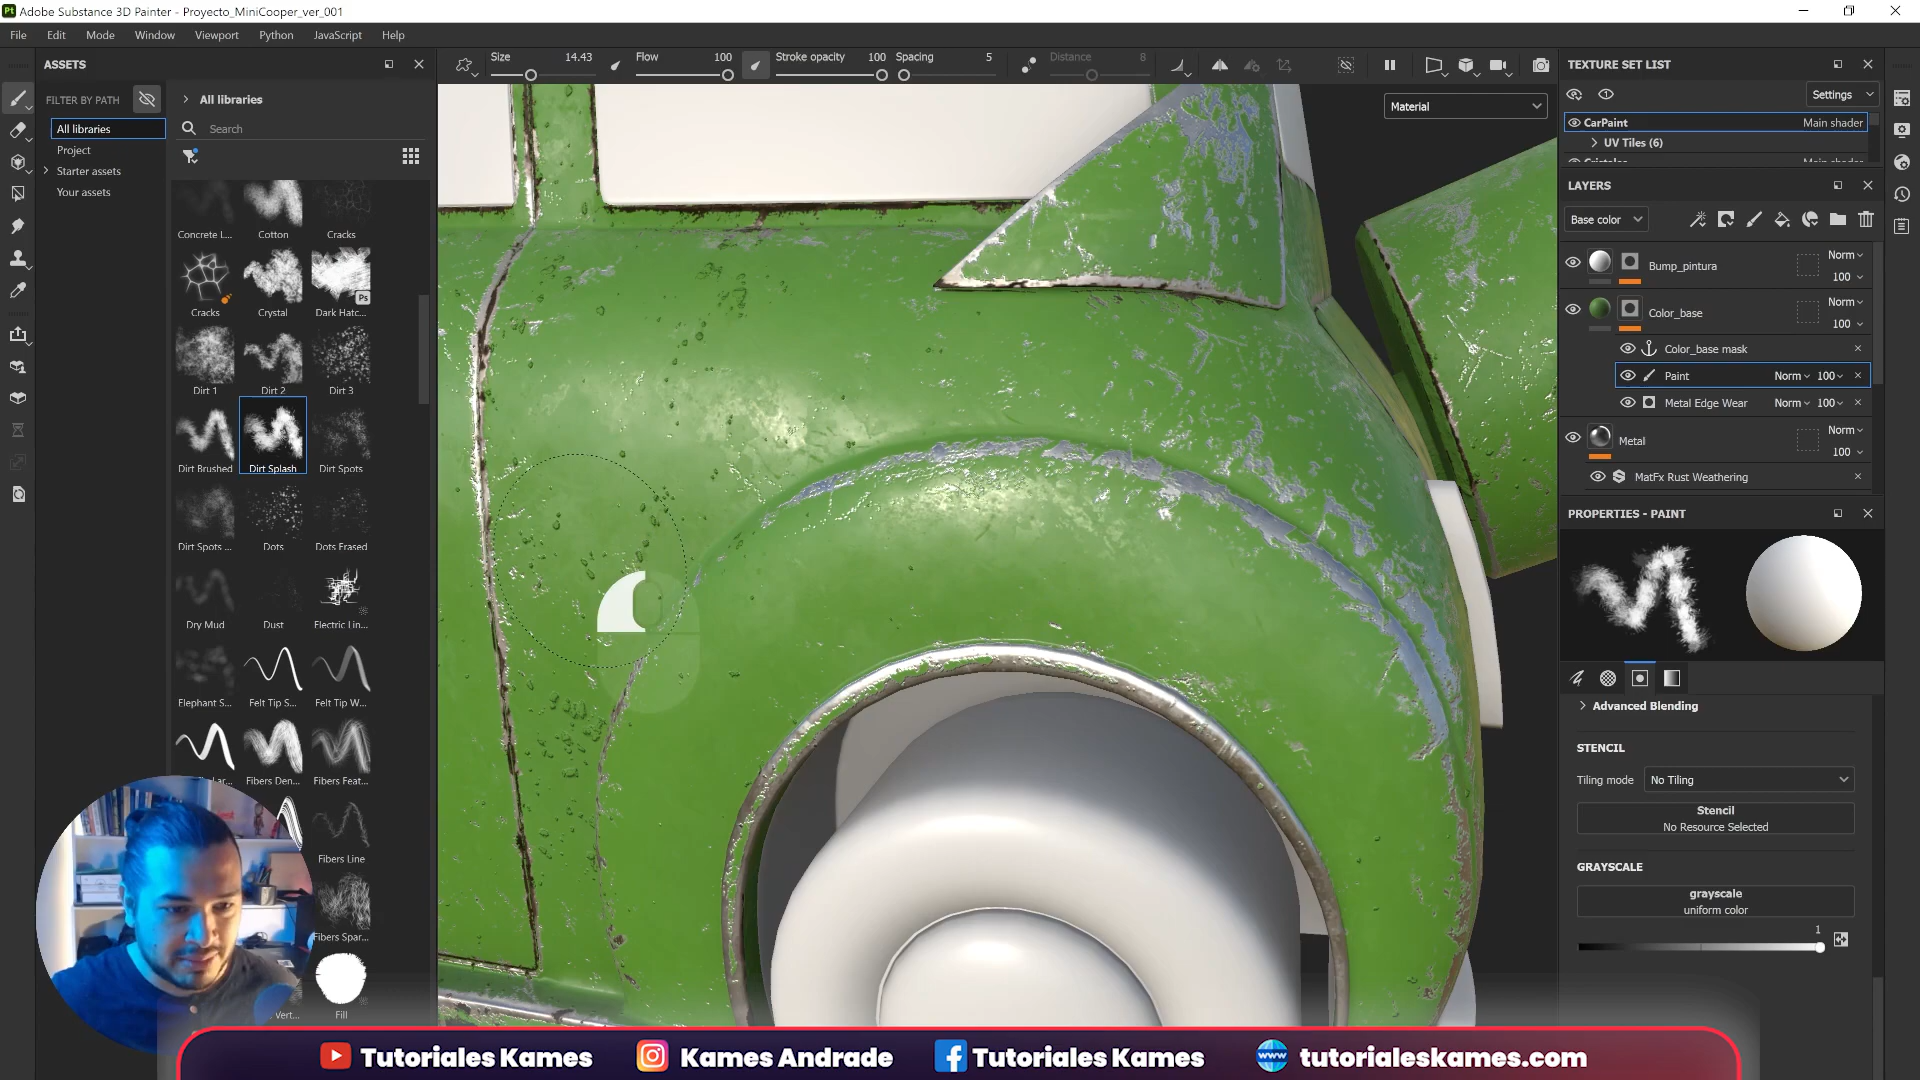 Adobe Substance 3D Painter - Proyecto_MiniCooper_ver_001
File Edit Mode Window Viewport Python JavaScript Help
ASSETS
FILTER BY PATH
All libraries
Project
Starter assets
Your assets
All libraries
Search
Concrete L... Cotton Cracks
Cracks Crystal Dark Hatc...
Ps
Dirt 1 Dirt 2 Dirt 3
Dirt Brushed Dirt Splash Dirt Spots
Dirt Spots ... Dots Dots Erased
Dry Mud Dust Electric Lin...
Elephant S... Felt Tip S... Felt Tip W...
Fibers Den... Fibers Feat...
Fibers Line
Fibers Spar...
Vert... Fill
Size 14.43 Flow 100 Stroke opacity 100 Spacing 5 Distance 8
Material
TEXTURE SET LIST
Settings
CarPaint Main shader
UV Tiles (6)
LAYERS
Base color
Bump_pintura Norm 100
Color_base Norm 100
Color_base mask
Paint Norm 100
Metal Edge Wear Norm 100
Metal Norm 100
MatFx Rust Weathering
PROPERTIES - PAINT
Advanced Blending
STENCIL
Tiling mode No Tiling
Stencil
No Resource Selected
GRAYSCALE
grayscale
uniform color
1
Tutoriales Kames Kames Andrade Tutoriales Kames www tutorialeskames.com